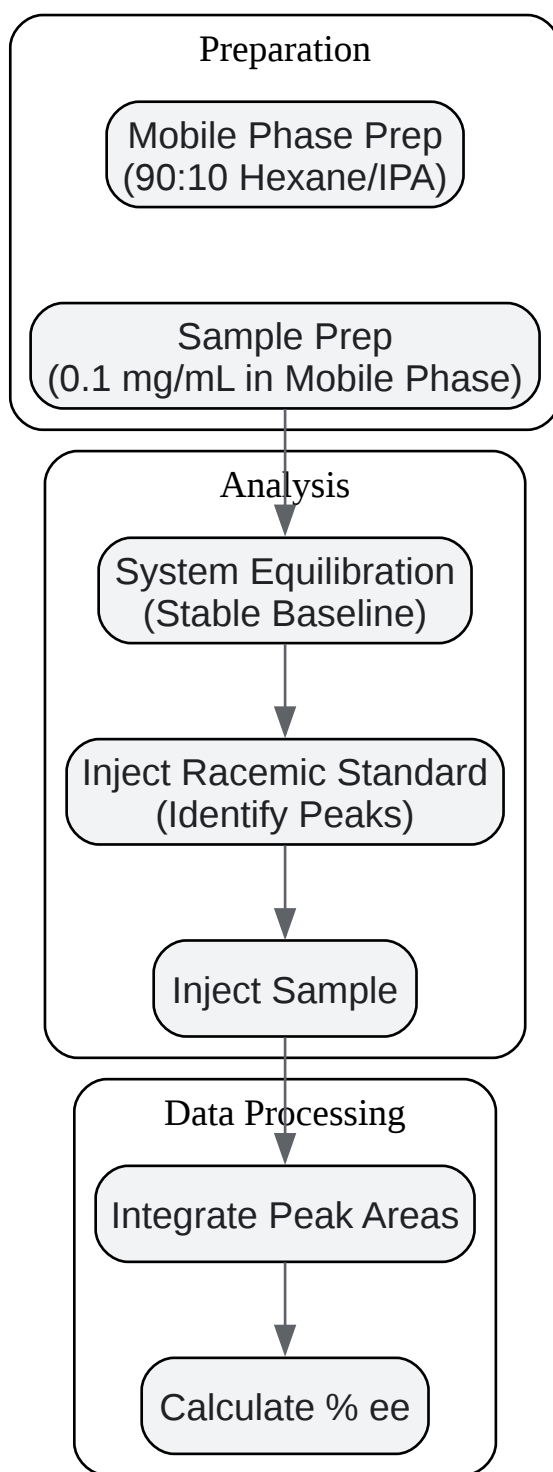 Preparation
Mobile Phase Prep
(90:10 Hexane/IPA)
Sample Prep
(0.1 mg/mL in Mobile Phase)
Analysis
System Equilibration
(Stable Baseline)
Inject Racemic Standard
(Identify Peaks)
Inject Sample
Data Processing
Integrate Peak Areas
Calculate % ee